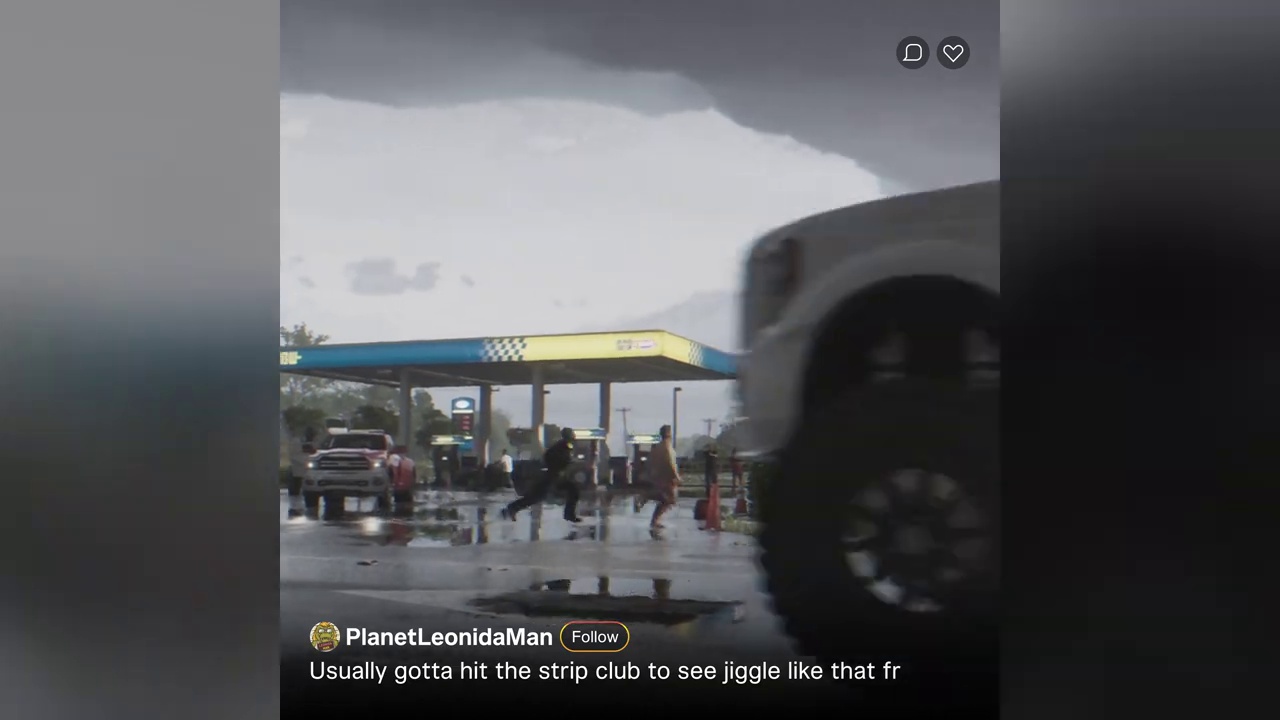 PlanetLeonidaMan Follow
Usually gotta hit the strip club to see jiggle like that fr